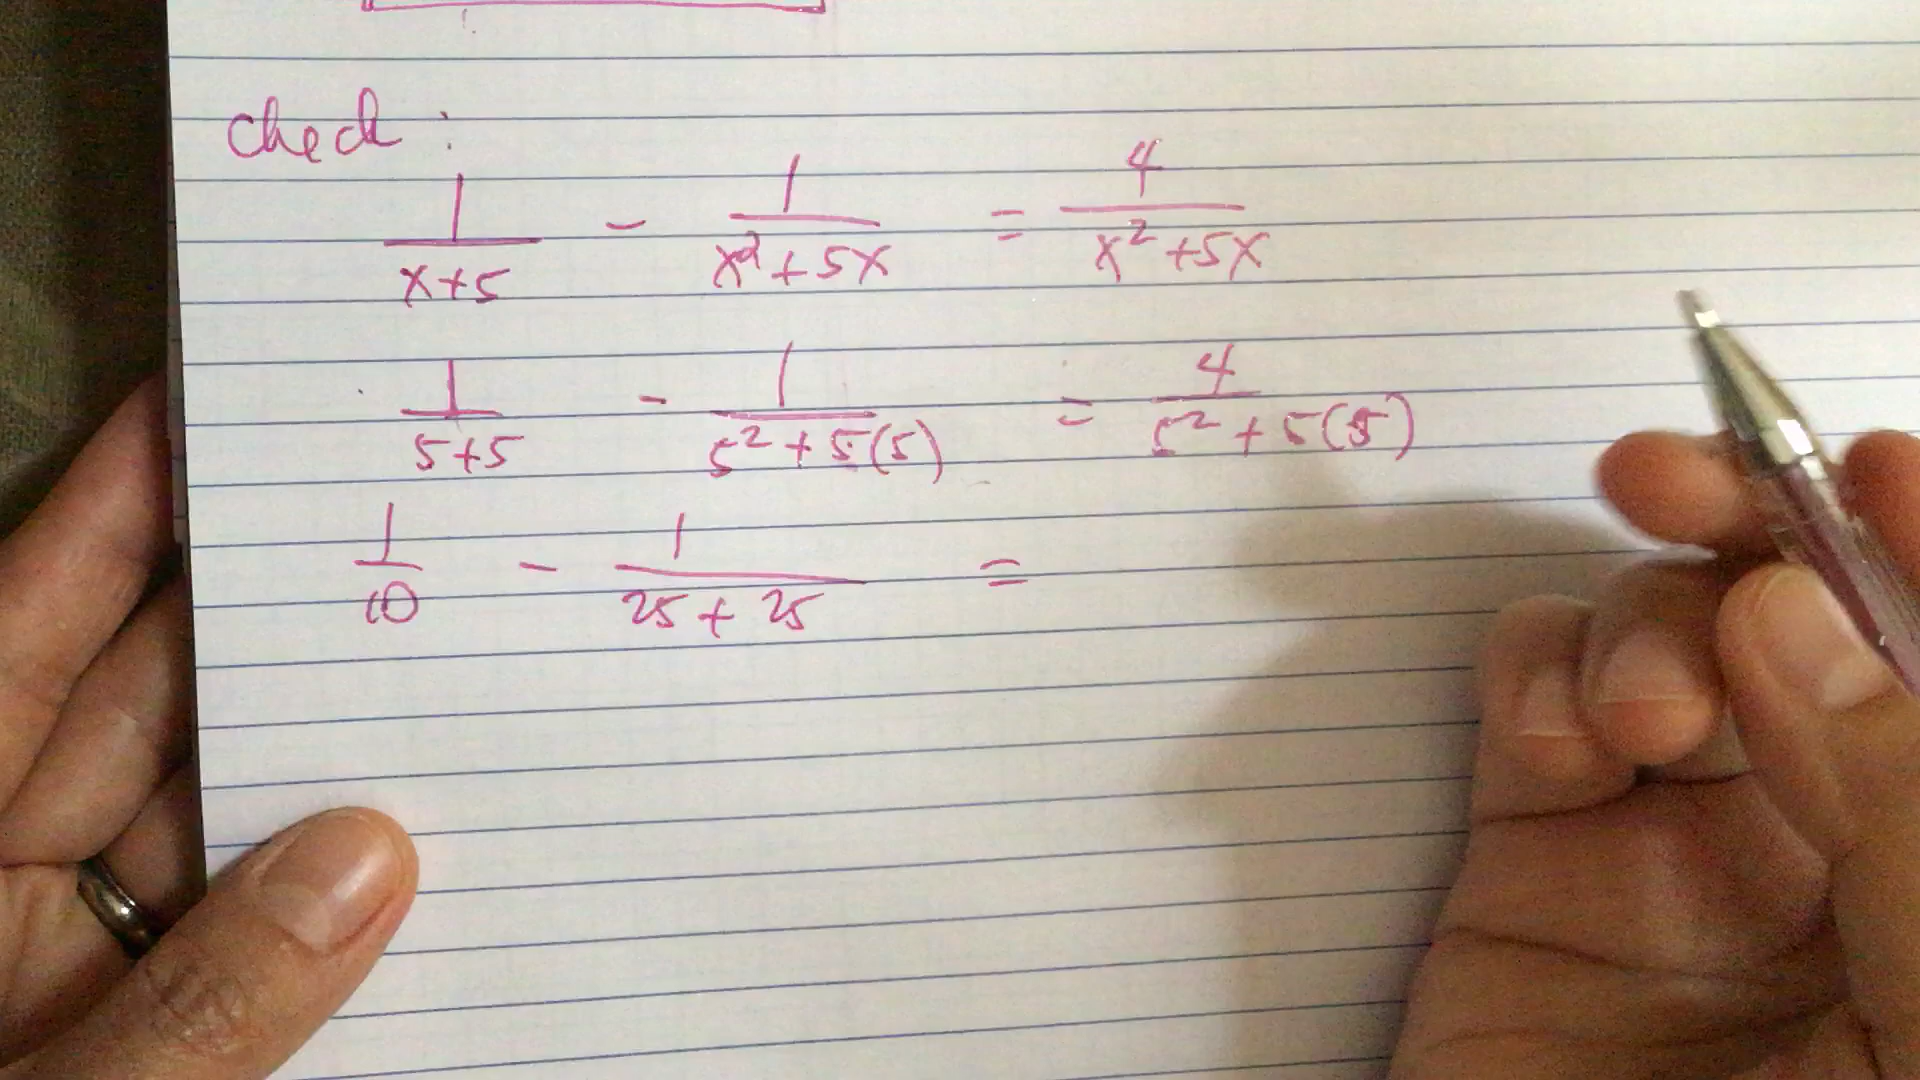 Check :
1/(x+5) - 1/(x²+5x) = 4/(x²+5x)
1/(5+5) - 1/(5²+5(5)) = 4/(5²+5(5))
1/10 - 1/(25+25) =